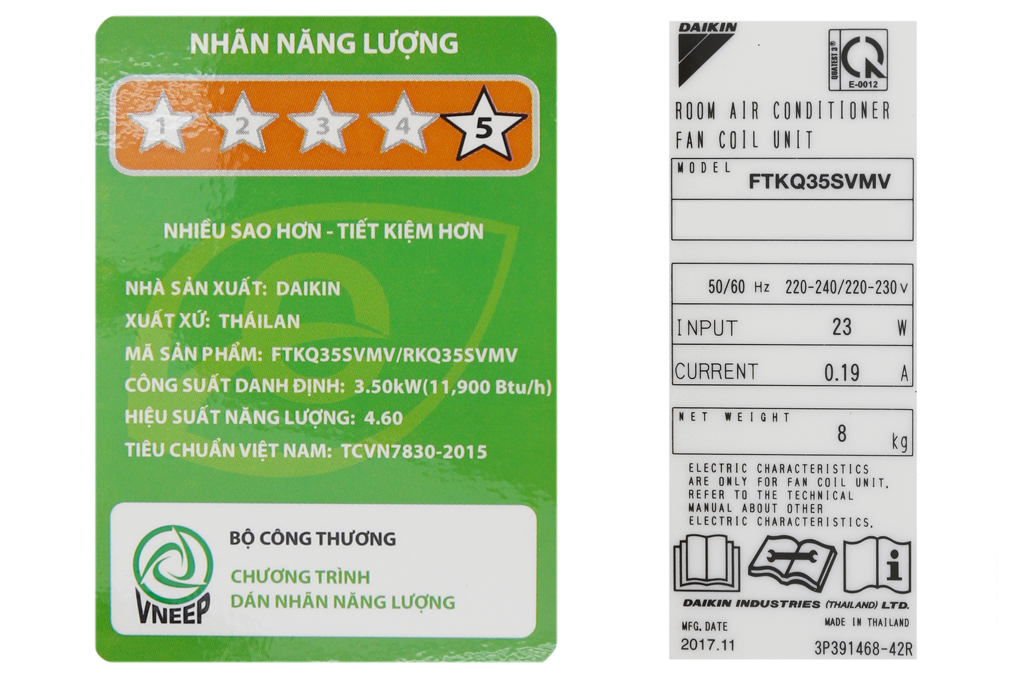 NHÃN NĂNG LƯỢNG
1 2 3 4 5
NHIỀU SAO HƠN - TIẾT KIỆM HƠN
NHÀ SẢN XUẤT: DAIKIN
XUẤT XỨ: THÁILAN
MÃ SẢN PHẨM: FTKQ35SVMV/RKQ35SVMV
CÔNG SUẤT DANH ĐỊNH: 3.50kW(11,900 Btu/h)
HIỆU SUẤT NĂNG LƯỢNG: 4.60
TIÊU CHUẨN VIỆT NAM: TCVN7830-2015
BỘ CÔNG THƯƠNG
CHƯƠNG TRÌNH
DÁN NHÃN NĂNG LƯỢNG
VNEEP
DAIKIN
QUATEST 3®
E-0012
ROOM AIR CONDITIONER
FAN COIL UNIT
MODEL FTKQ35SVMV
50/60 Hz 220-240/220-230 V
INPUT 23 W
CURRENT 0.19 A
NET WEIGHT 8 kg
ELECTRIC CHARACTERISTICS
ARE ONLY FOR FAN COIL UNIT.
REFER TO THE TECHNICAL
MANUAL ABOUT OTHER
ELECTRIC CHARACTERISTICS.
DAIKIN INDUSTRIES (THAILAND) LTD.
MFG. DATE MADE IN THAILAND
2017.11 3P391468-42R